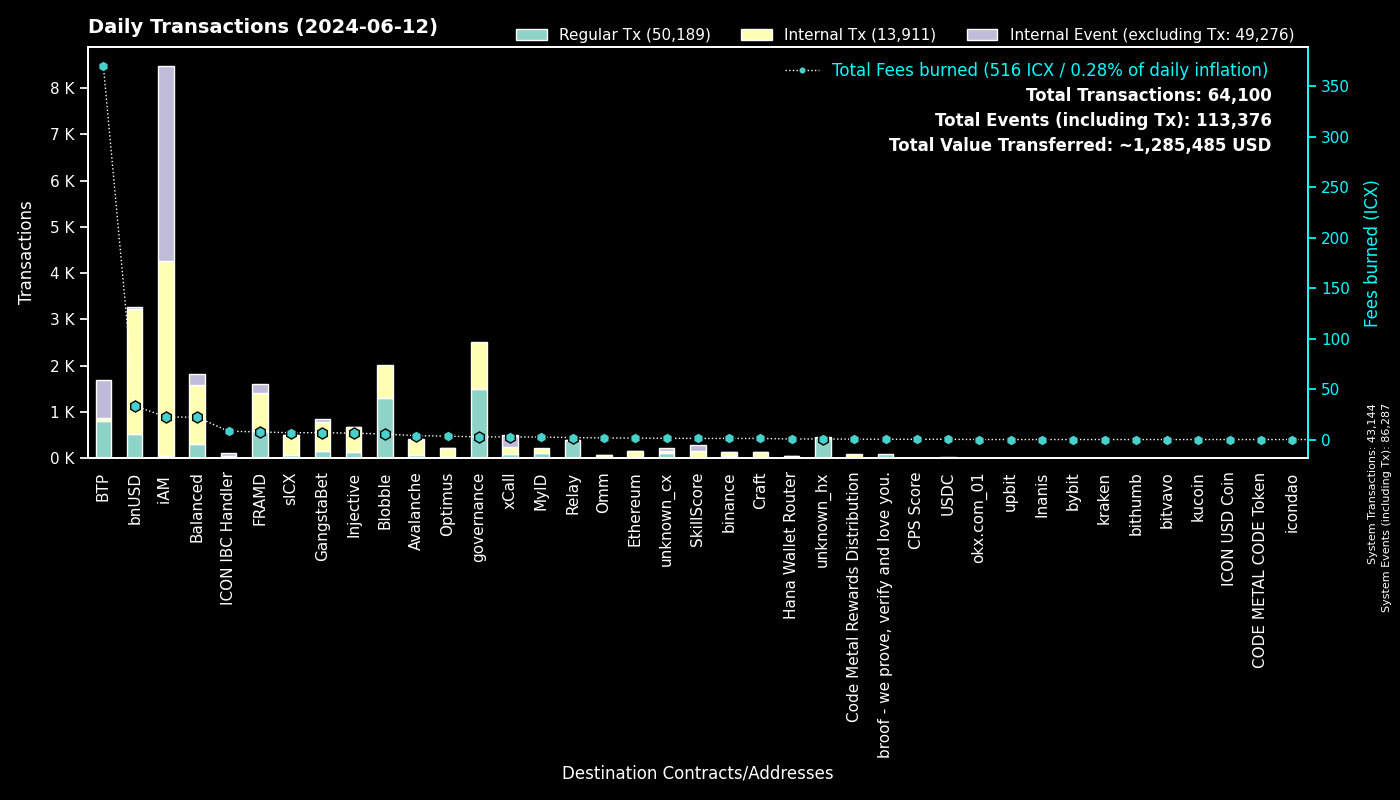 Daily Transactions (2024-06-12)
Regular Tx (50,189)
Internal Tx (13,911)
Internal Event (excluding Tx: 49,276)
Total Fees burned (516 ICX / 0.28% of daily inflation)
Total Transactions: 64,100
Total Events (including Tx): 113,376
Total Value Transferred: ~1,285,485 USD
Transactions
8 K
7 K
6 K
5 K
4 K
3 K
2 K
1 K
0 K
350
300
250
200
150
100
50
0
Fees burned (ICX)
System Transactions: 43,144
System Events (including Tx): 86,287
BTP
bnUSD
iAM
Balanced
ICON IBC Handler
FRAMD
sICX
GangstaBet
Injective
Blobble
Avalanche
Optimus
governance
xCall
MyID
Relay
Omm
Ethereum
unknown_cx
SkillScore
binance
Craft
Hana Wallet Router
unknown_hx
Code Metal Rewards Distribution
broof - we prove, verify and love you.
CPS Score
USDC
okx.com_01
upbit
Inanis
bybit
kraken
bithumb
bitvavo
kucoin
ICON USD Coin
CODE METAL CODE Token
icondao
Destination Contracts/Addresses